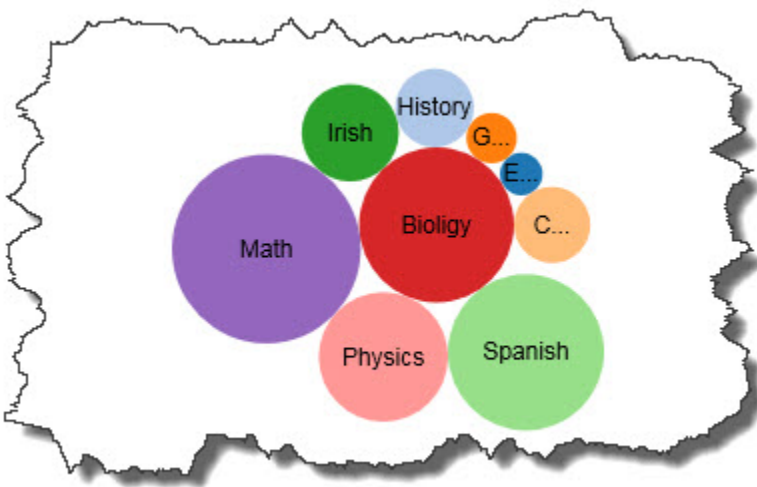 History
Irish
G...
E...
Bioligy
C...
Math
Spanish
Physics